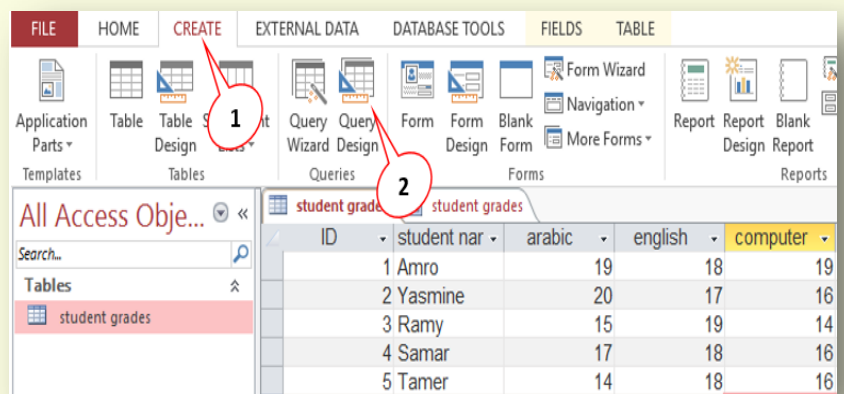 FILE HOME CREATE EXTERNAL DATA DATABASE TOOLS FIELDS TABLE
Application Parts
Table
Table Design
1
Query Wizard
Query Design
Form
Form Design
Blank Form
Form Wizard
Navigation
More Forms
Report
Report Design
Blank Report
Templates Tables Queries Forms Reports
2
All Access Obje... «
Search...
Tables
student grades
student grade student grades
ID student nar arabic english computer
1 Amro 19 18 19
2 Yasmine 20 17 16
3 Ramy 15 19 14
4 Samar 17 18 16
5 Tamer 14 18 16